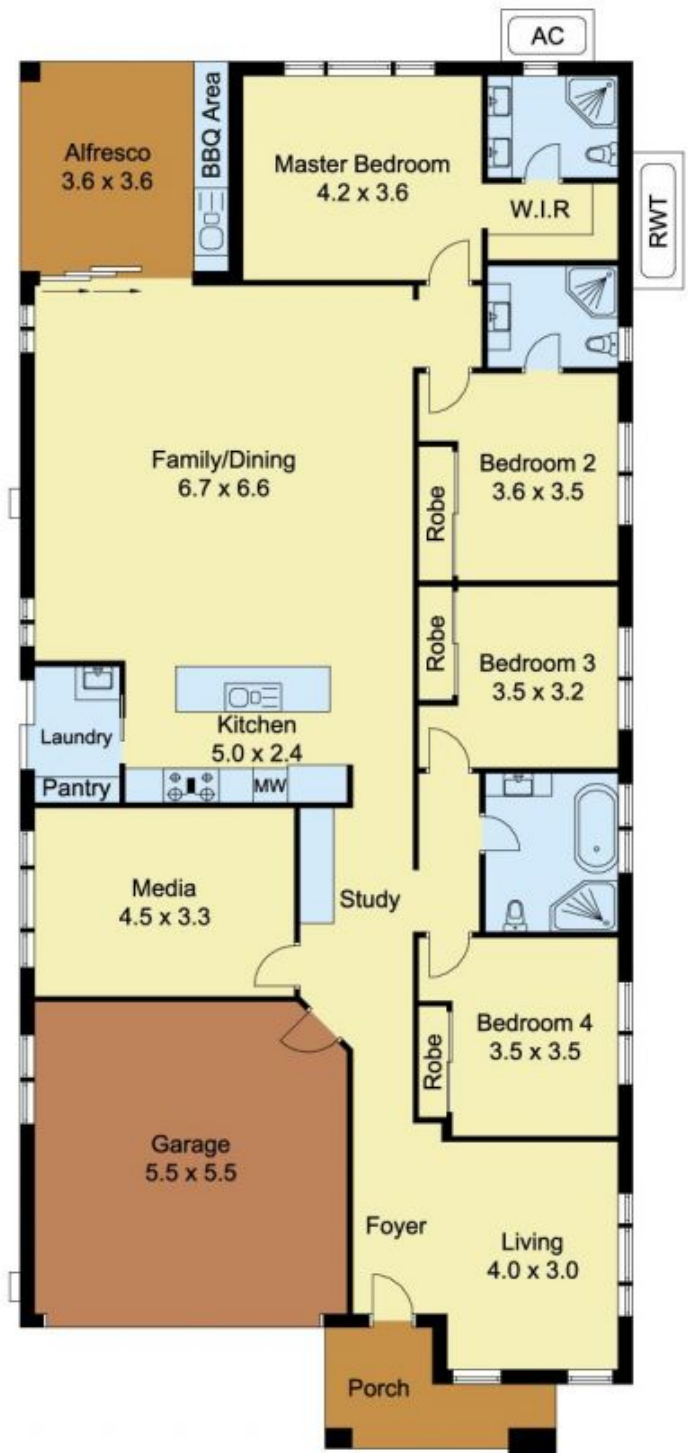 AC
Alfresco
3.6 x 3.6
BBQ Area
Master Bedroom
4.2 x 3.6
W.I.R
RWT
Family/Dining
6.7 x 6.6
Bedroom 2
3.6 x 3.5
Robe
Robe
Bedroom 3
3.5 x 3.2
Laundry
Kitchen
5.0 x 2.4
Pantry
MW
Media
4.5 x 3.3
Study
Bedroom 4
3.5 x 3.5
Robe
Garage
5.5 x 5.5
Foyer
Living
4.0 x 3.0
Porch